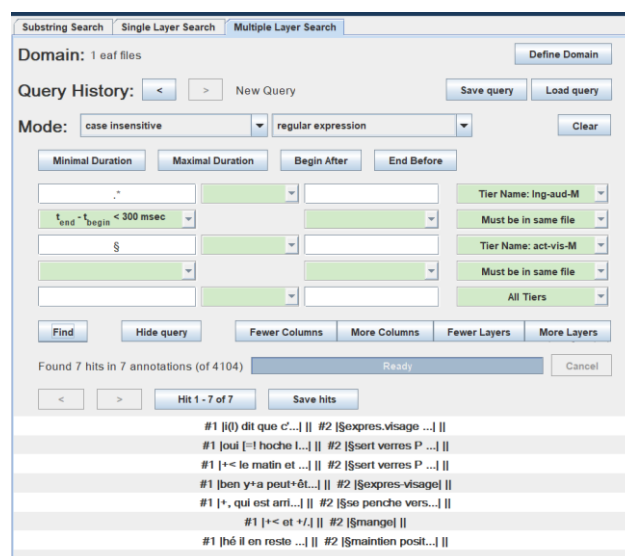 Substring Search Single Layer Search Multiple Layer Search
Domain: 1 eaf files Define Domain
Query History: < > New Query Save query Load query
Mode: case insensitive regular expression Clear
Minimal Duration Maximal Duration Begin After End Before
.* Tier Name: lng-aud-M
tend - tbegin < 300 msec Must be in same file
§ Tier Name: act-vis-M
Must be in same file
All Tiers
Find Hide query Fewer Columns More Columns Fewer Layers More Layers
Found 7 hits in 7 annotations (of 4104) Ready Cancel
< > Hit 1 - 7 of 7 Save hits
#1 |i(l) dit que c'...| || #2 |§expres.visage ...| ||
#1 |oui [=! hoche l...| || #2 |§sert verres P ...| ||
#1 |+< le matin et ...| || #2 |§sert verres P ...| ||
#1 |ben y+a peut+êt...| || #2 |§expres-visage| ||
#1 |+, qui est arri...| || #2 |§se penche vers...| ||
#1 |+< et +/.| || #2 |§mange| ||
#1 |hé il en reste ...| || #2 |§maintien posit...| ||